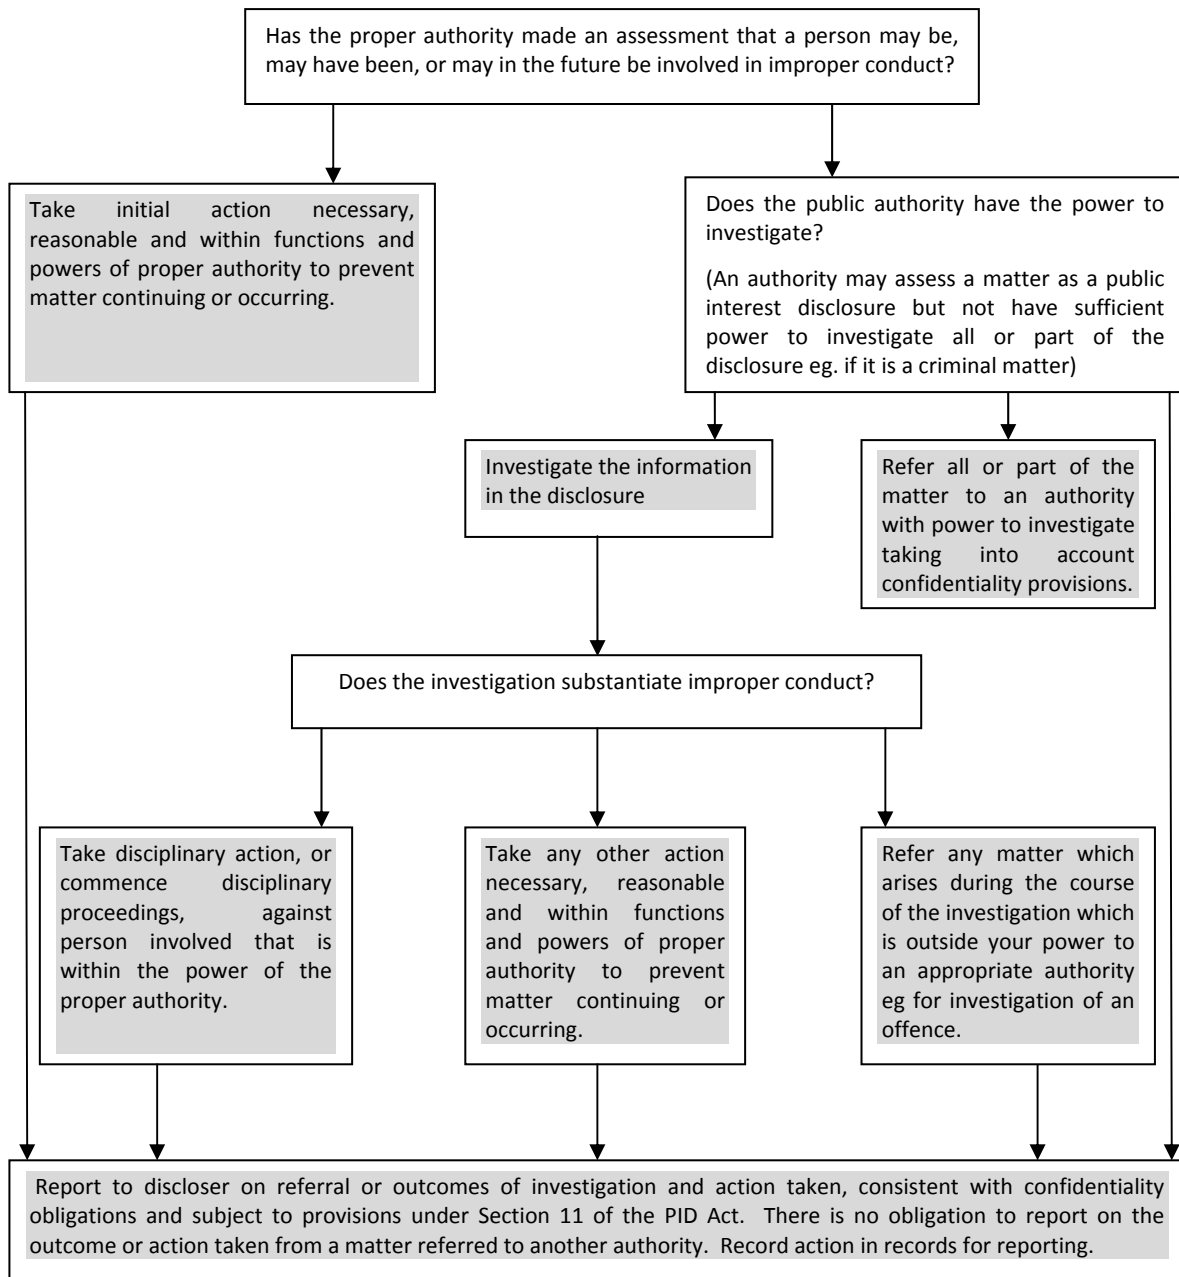 Has the proper authority made an assessment that a person may be,
may have been, or may in the future be involved in improper conduct?
Take initial action necessary,
reasonable and within functions and
powers of proper authority to prevent
matter continuing or occurring.
Does the public authority have the power to
investigate?
(An authority may assess a matter as a public
interest disclosure but not have sufficient
power to investigate all or part of the
disclosure eg. if it is a criminal matter)
Investigate the information
in the disclosure
Refer all or part of the
matter to an authority
with power to investigate
taking into account
confidentiality provisions.
Does the investigation substantiate improper conduct?
Take disciplinary action, or
commence disciplinary
proceedings, against
person involved that is
within the power of the
proper authority.
Take any other action
necessary, reasonable
and within functions
and powers of proper
authority to prevent
matter continuing or
occurring.
Refer any matter which
arises during the course
of the investigation which
is outside your power to
an appropriate authority
eg for investigation of an
offence.
Report to discloser on referral or outcomes of investigation and action taken, consistent with confidentiality
obligations and subject to provisions under Section 11 of the PID Act. There is no obligation to report on the
outcome or action taken from a matter referred to another authority. Record action in records for reporting.